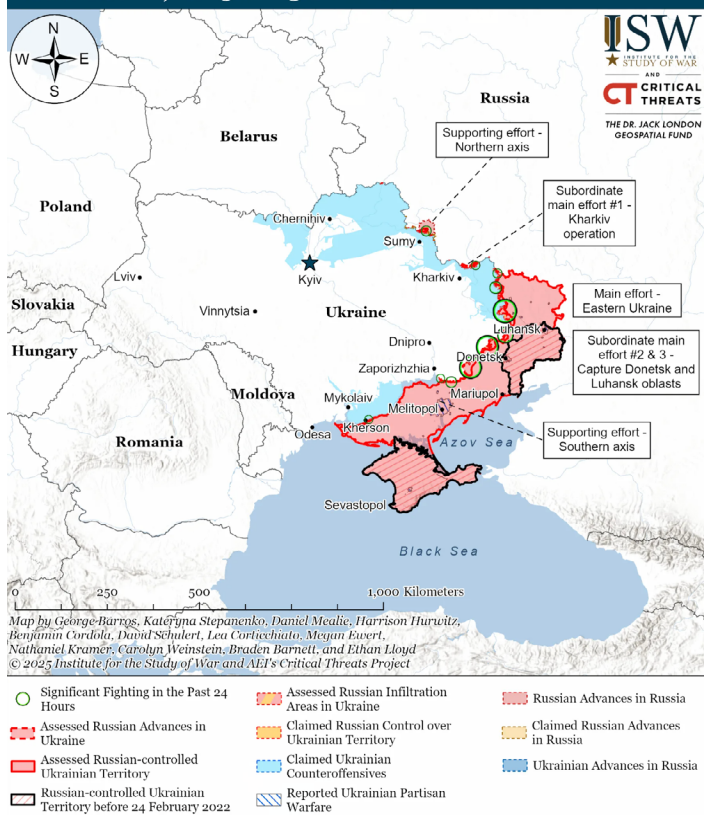 N
W E
S
ISW
INSTITUTE FOR THE
STUDY OF WAR
AND
CT CRITICAL
THREATS
THE DR. JACK LONDON
GEOSPATIAL FUND
Russia
Supporting effort -
Northern axis
Belarus
Subordinate
main effort #1 -
Kharkiv
operation
Poland
Chernihiv
Sumy
Kyiv
Kharkiv
Lviv
Slovakia
Vinnytsia
Ukraine
Main effort -
Eastern Ukraine
Luhansk
Hungary
Dnipro
Donetsk
Subordinate main
effort #2 & 3 -
Capture Donetsk and
Luhansk oblasts
Zaporizhzhia
Moldova
Mykolaiv
Mariupol
Melitopol
Romania
Odesa
Kherson
Azov Sea
Supporting effort -
Southern axis
Sevastopol
Black Sea
0 250 500 1,000 Kilometers
Map by George Barros, Kateryna Stepanenko, Daniel Mealie, Harrison Hurwitz,
Benjamin Cordola, David Schulert, Lea Corticchiato, Megan Ewert,
Nathaniel Kramer, Carolyn Weinstein, Braden Barnett, and Ethan Lloyd
© 2025 Institute for the Study of War and AEI's Critical Threats Project
Significant Fighting in the Past 24
Hours
Assessed Russian Advances in
Ukraine
Assessed Russian-controlled
Ukrainian Territory
Russian-controlled Ukrainian
Territory before 24 February 2022
Assessed Russian Infiltration
Areas in Ukraine
Claimed Russian Control over
Ukrainian Territory
Claimed Ukrainian
Counteroffensives
Reported Ukrainian Partisan
Warfare
Russian Advances in Russia
Claimed Russian Advances
in Russia
Ukrainian Advances in Russia